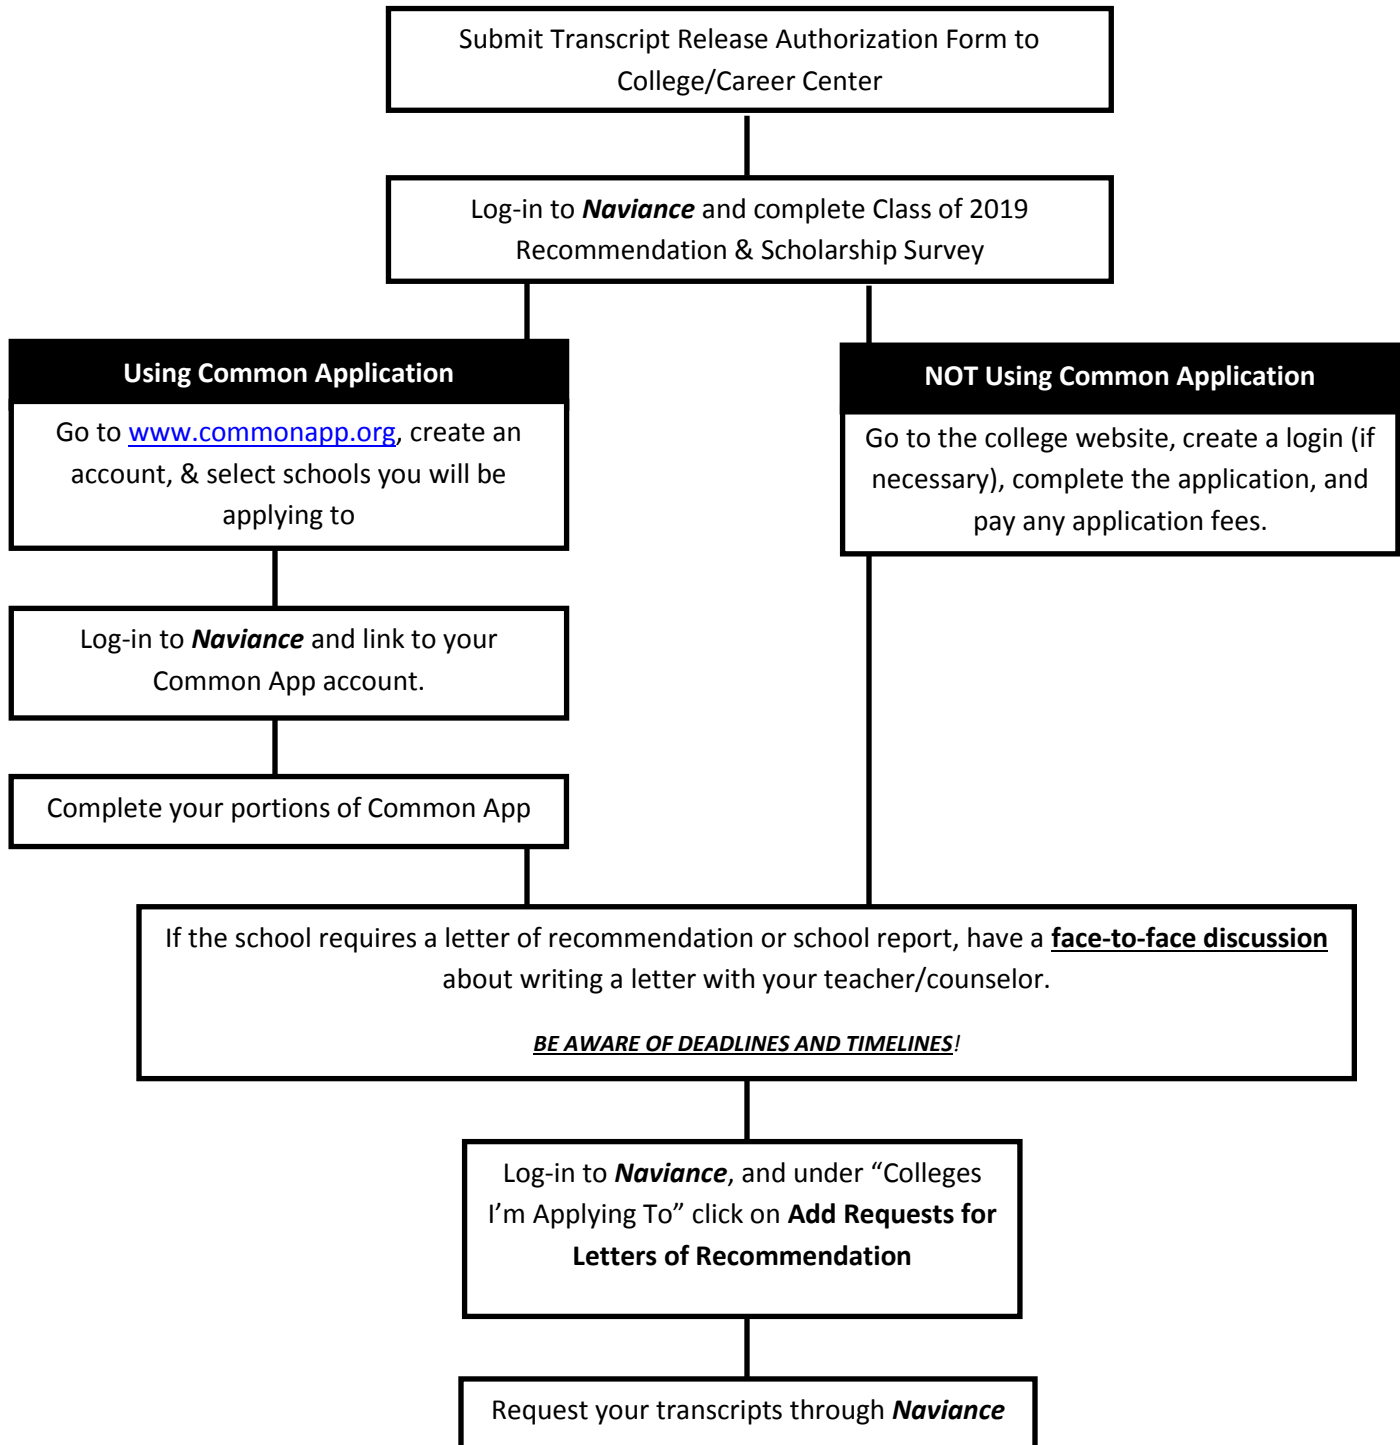 Submit Transcript Release Authorization Form to
College/Career Center
Log-in to Naviance and complete Class of 2019
Recommendation & Scholarship Survey
Using Common Application
Go to www.commonapp.org, create an
account, & select schools you will be
applying to
NOT Using Common Application
Go to the college website, create a login (if
necessary), complete the application, and
pay any application fees.
Log-in to Naviance and link to your
Common App account.
Complete your portions of Common App
If the school requires a letter of recommendation or school report, have a face-to-face discussion
about writing a letter with your teacher/counselor.
BE AWARE OF DEADLINES AND TIMELINES!
Log-in to Naviance, and under “Colleges
I’m Applying To” click on Add Requests for
Letters of Recommendation
Request your transcripts through Naviance